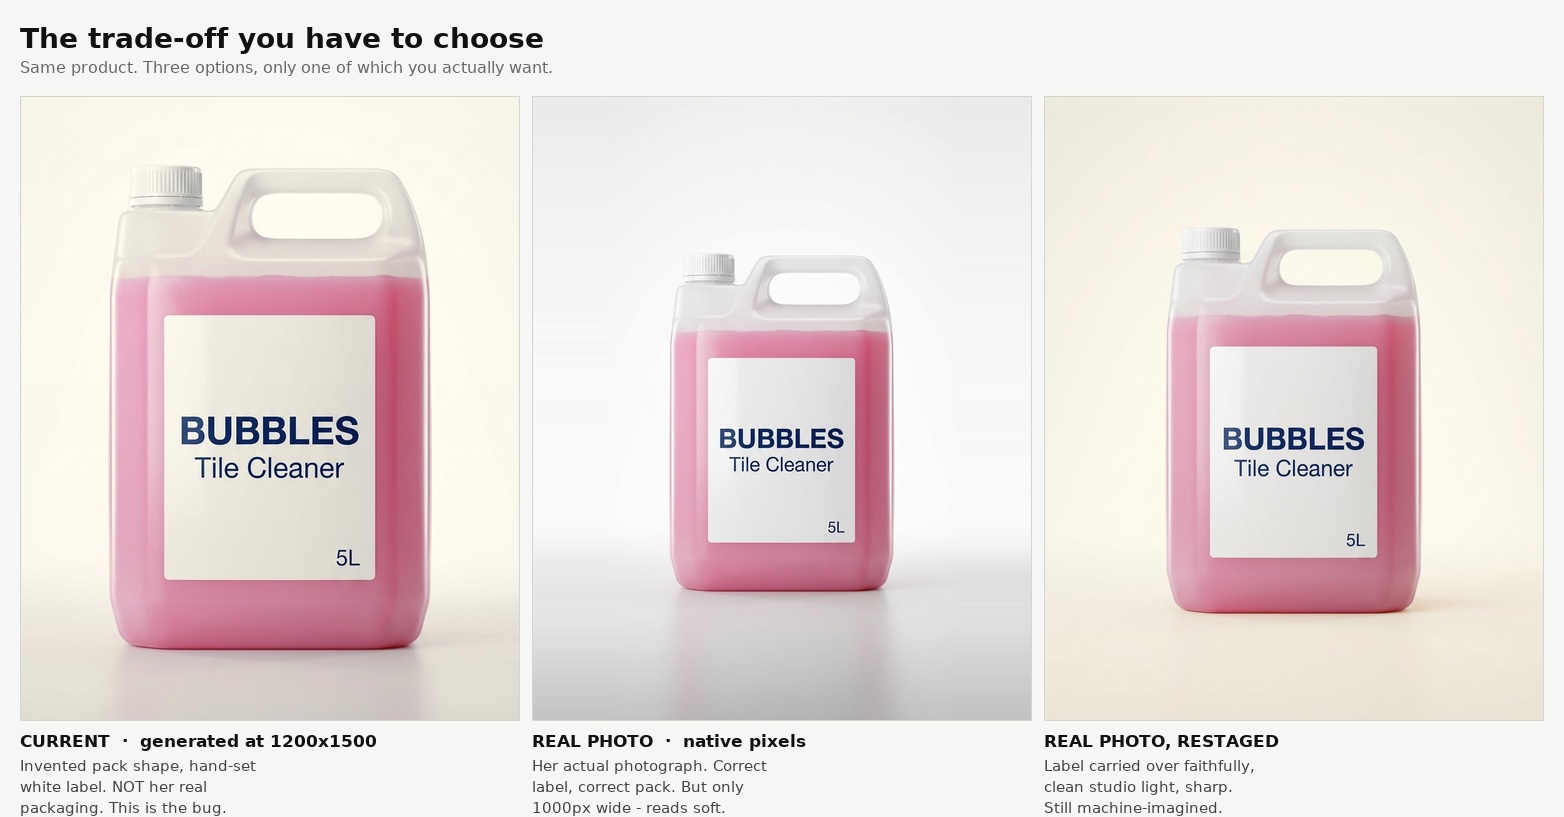 The trade-off you have to choose
Same product. Three options, only one of which you actually want.
BUBBLES
Tile Cleaner
5L
BUBBLES
Tile Cleaner
5L
BUBBLES
Tile Cleaner
5L
CURRENT · generated at 1200x1500
Invented pack shape, hand-set
white label. NOT her real
packaging. This is the bug.
REAL PHOTO · native pixels
Her actual photograph. Correct
label, correct pack. But only
1000px wide - reads soft.
REAL PHOTO, RESTAGED
Label carried over faithfully,
clean studio light, sharp.
Still machine-imagined.